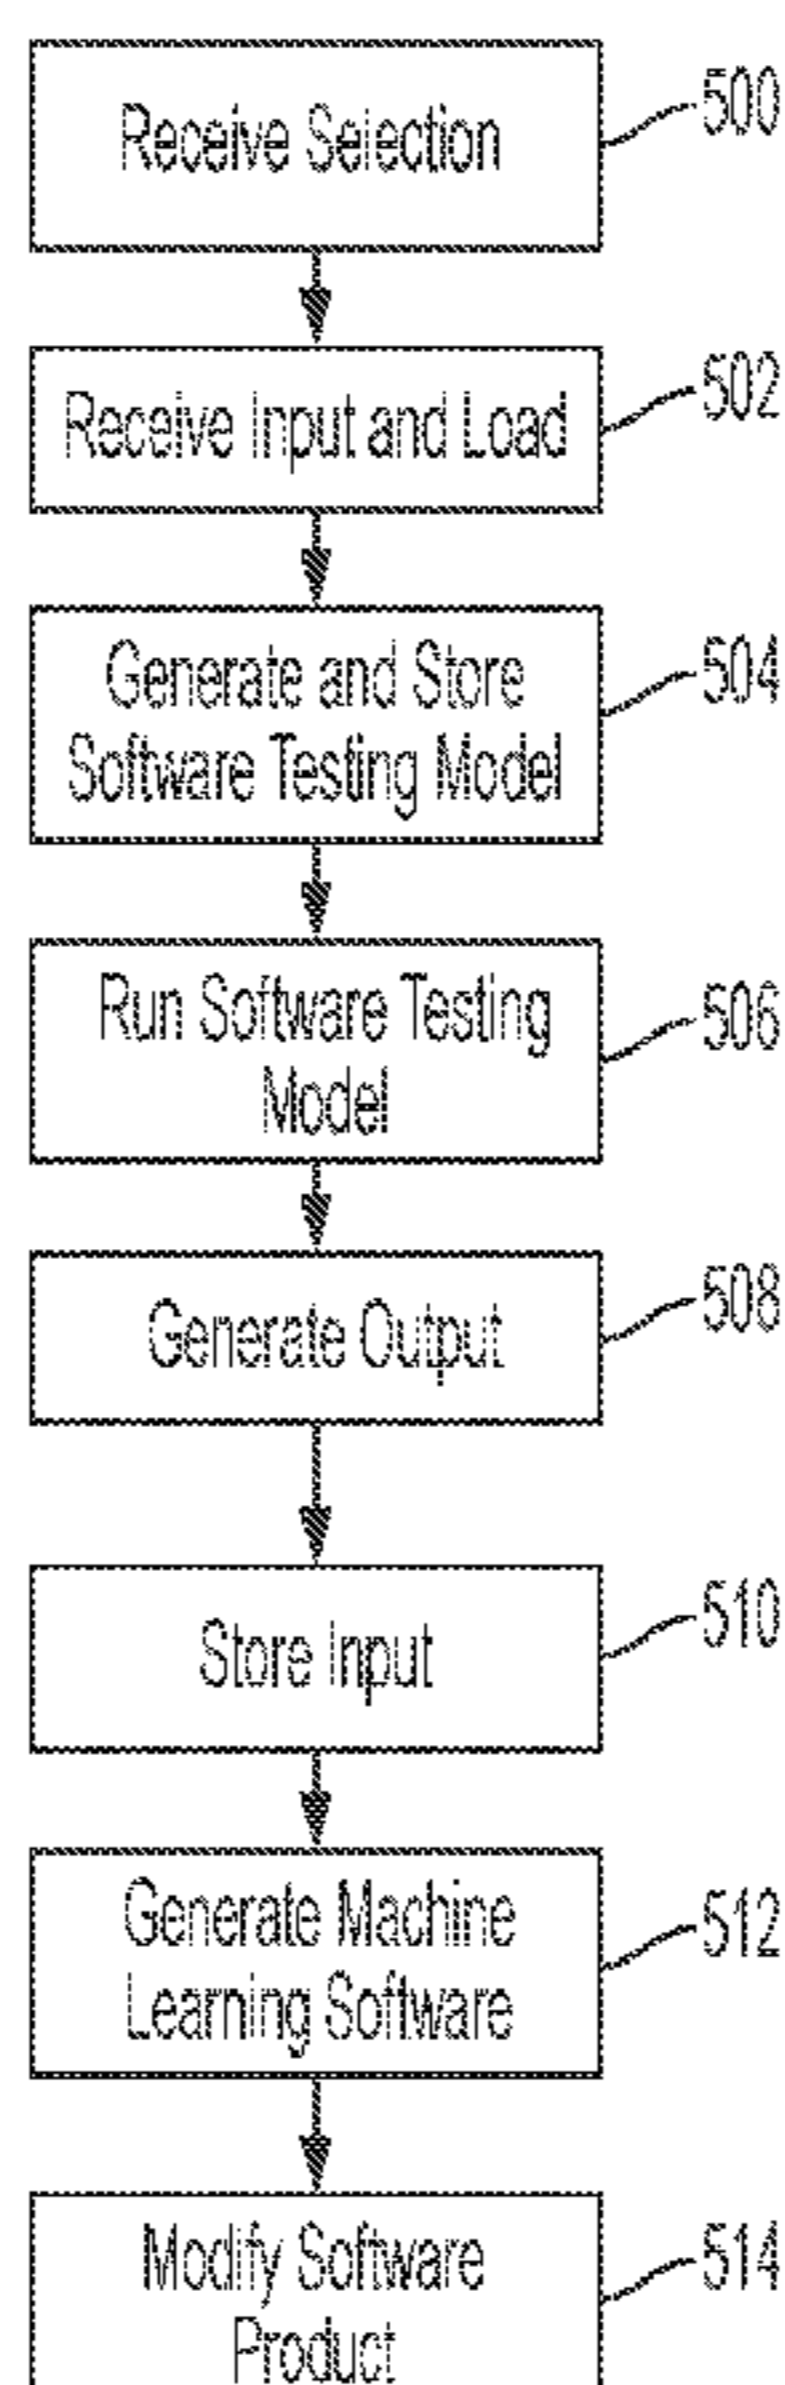 Receive Selection
500
Receive Input and Load
502
Generate and Store
Software Testing Model
504
Run Software Testing
Model
506
Generate Output
508
Store Input
510
Generate Machine
Learning Software
512
Modify Software
Product
514